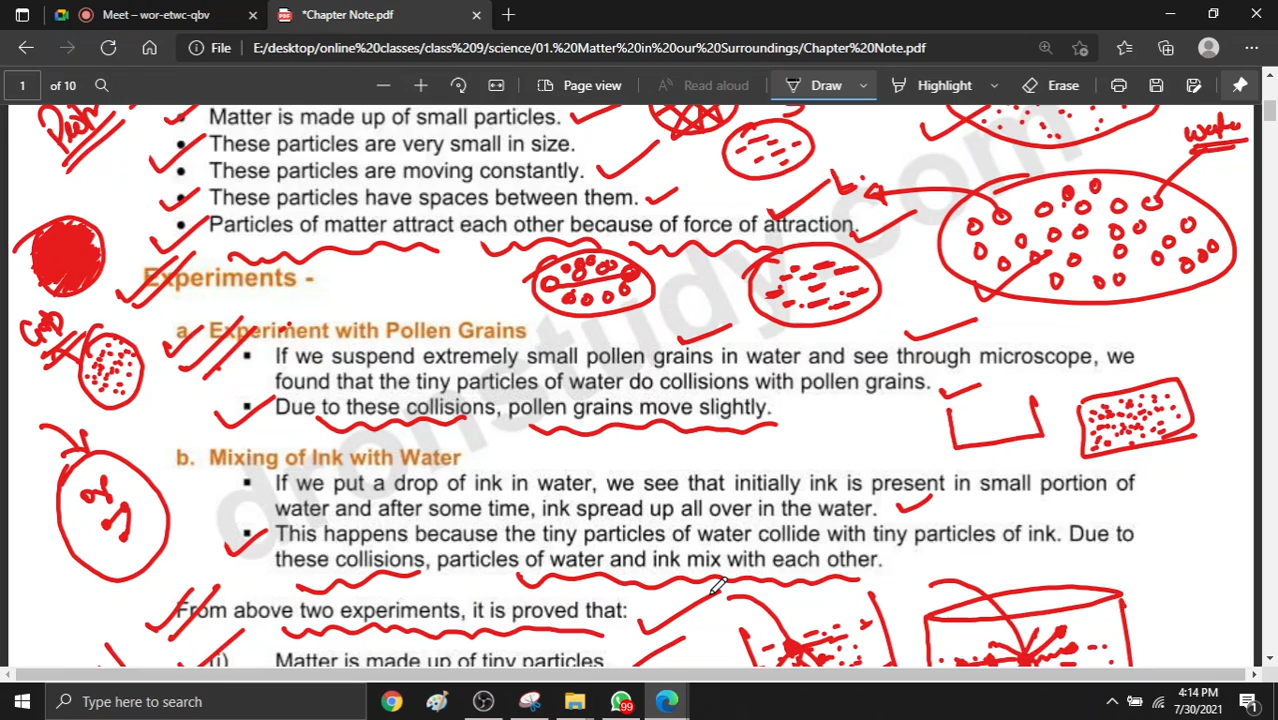 Meet – wor-etwc-qbv
*Chapter Note.pdf
File E:/desktop/online%20classes/class%209/science/01.%20Matter%20in%20our%20Surroundings/Chapter%20Note.pdf
1 of 10 Page view Read aloud Draw Highlight Erase
• Matter is made up of small particles.
• These particles are very small in size.
• These particles are moving constantly.
• These particles have spaces between them.
• Particles of matter attract each other because of force of attraction.
Experiments -
a. Experiment with Pollen Grains
▪ If we suspend extremely small pollen grains in water and see through microscope, we
found that the tiny particles of water do collisions with pollen grains.
▪ Due to these collisions, pollen grains move slightly.
b. Mixing of Ink with Water
▪ If we put a drop of ink in water, we see that initially ink is present in small portion of
water and after some time, ink spread up all over in the water.
▪ This happens because the tiny particles of water collide with tiny particles of ink. Due to
these collisions, particles of water and ink mix with each other.
From above two experiments, it is proved that:
(i) Matter is made up of tiny particles
dronstudy.com
Type here to search
99
4:14 PM
7/30/2021
1